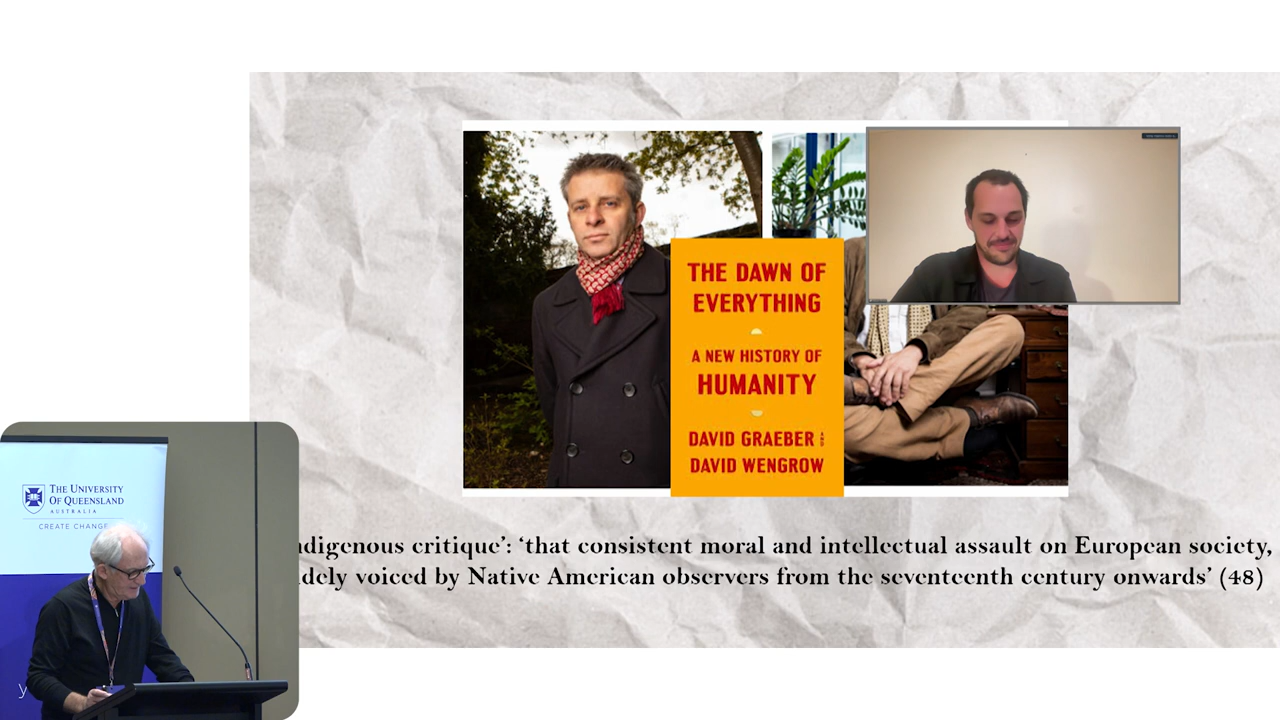 THE DAWN OF
EVERYTHING
A NEW HISTORY OF
HUMANITY
DAVID GRAEBER AND
DAVID WENGROW
ndigenous critique’: ‘that consistent moral and intellectual assault on European society,
idely voiced by Native American observers from the seventeenth century onwards’ (48)
THE UNIVERSITY
OF QUEENSLAND
AUSTRALIA
CREATE CHANGE
y